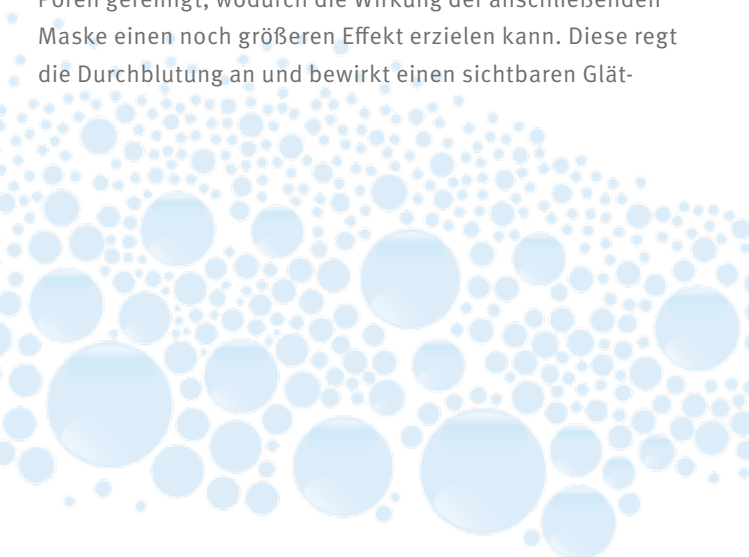 Poren gereinigt, wodurch die Wirkung der anschließenden
Maske einen noch größeren Effekt erzielen kann. Diese regt
die Durchblutung an und bewirkt einen sichtbaren Glät-